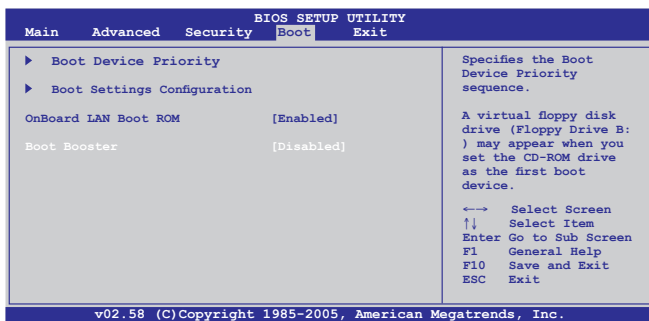 BIOS SETUP UTILITY
Main Advanced Security Boot Exit
Boot Device Priority
Boot Settings Configuration
OnBoard LAN Boot ROM [Enabled]
Boot Booster [Disabled]
Specifies the Boot
Device Priority
sequence.
A virtual floppy disk
drive (Floppy Drive B:
) may appear when you
set the CD-ROM drive
as the first boot
device.
←→ Select Screen
↑↓ Select Item
Enter Go to Sub Screen
F1 General Help
F10 Save and Exit
ESC Exit
v02.58 (C)Copyright 1985-2005, American Megatrends, Inc.